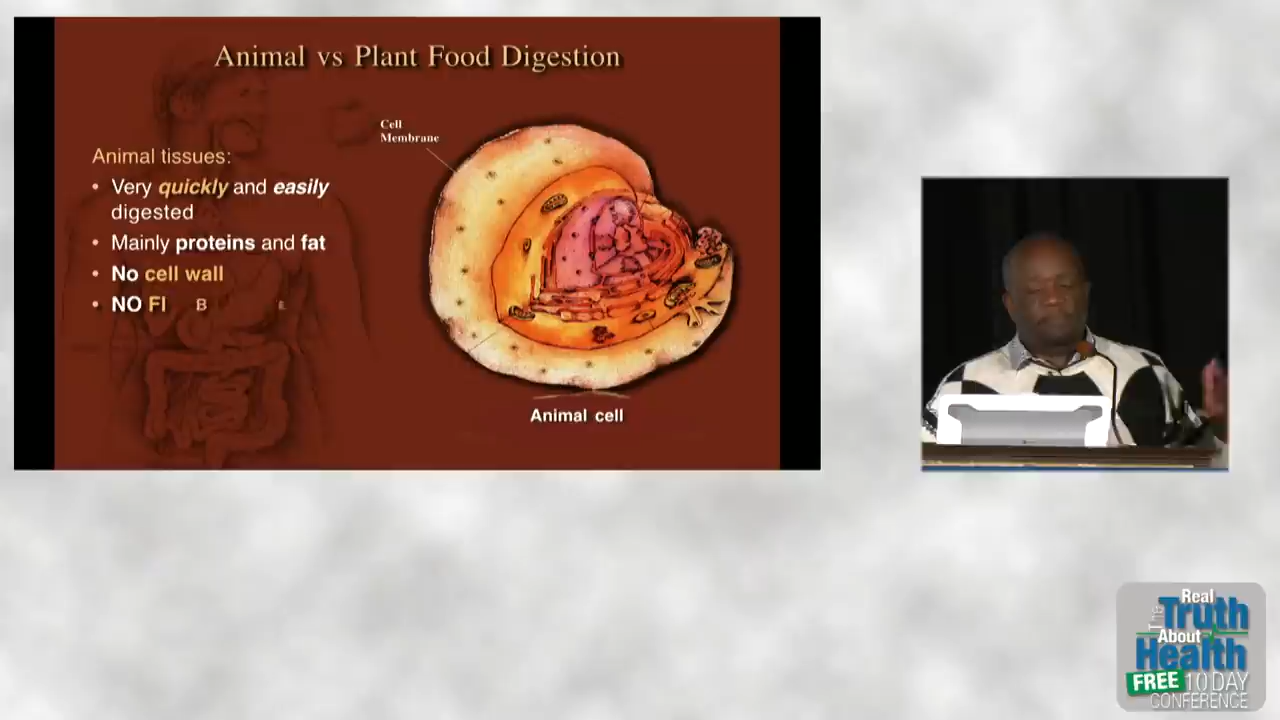 Animal vs Plant Food Digestion
Cell
Membrane
Animal tissues:
• Very quickly and easily
digested
• Mainly proteins and fat
• No cell wall
• NO FI B E
Animal cell
The
Real
Truth
About
Health
FREE 10 DAY
CONFERENCE